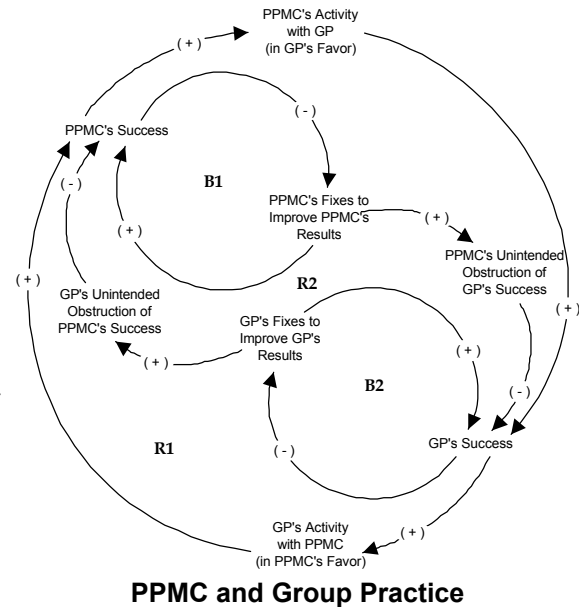 PPMC's Activity
with GP
(in GP's Favor)
(+)
PPMC's Success
(-)
B1
(-)
PPMC's Fixes to
Improve PPMC's
Results
(+)
(+)
PPMC's Unintended
Obstruction of
GP's Success
(+)
R2
GP's Unintended
Obstruction of
PPMC's Success
GP's Fixes to
Improve GP's
Results
(+)
(+)
(+)
B2
(-)
GP's Success
(-)
R1
GP's Activity
with PPMC
(in PPMC's Favor)
(+)
PPMC and Group Practice